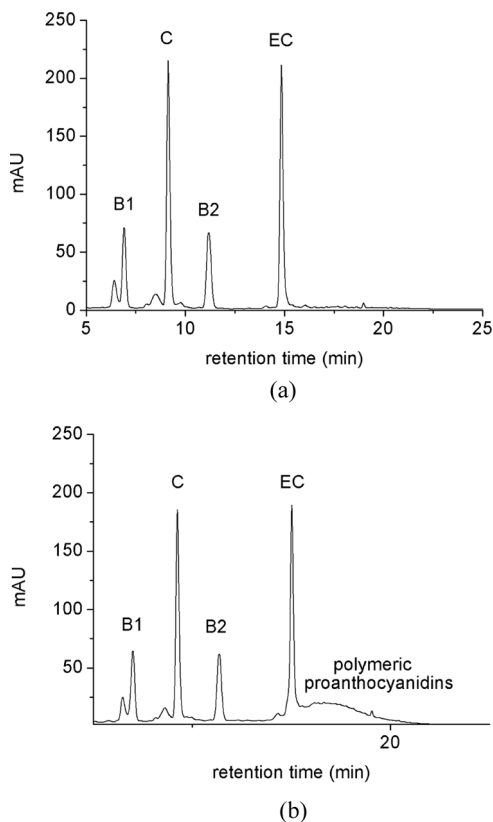 250
C
EC
200
150
mAU
100
B1
B2
50
0
5
10
15
20
25
retention time (min)
(a)
250
C
EC
200
150
mAU
B1
B2
100
polymeric
proanthocyanidins
50
20
retention time (min)
(b)